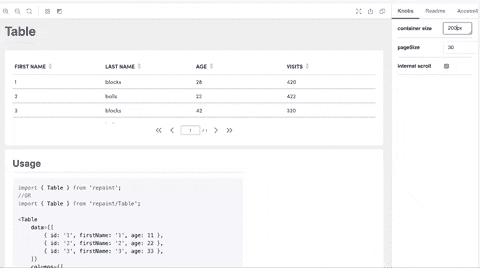 Knobs Readme Accessi
Table
container size 200px
pageSize 30
internal scroll
FIRST NAME LAST NAME AGE VISITS
1 blocks 28 420
2 balls 23 422
3 blocks 42 320
1 / 1
Usage
import { Table } from 'repaint';
//OR
import { Table } from 'repaint/Table';
<Table
data=[[
{ id: '1', firstName: '1', age: 11 },
{ id: '2', firstName: '2', age: 22 },
{ id: '3', firstName: '3', age: 33 },
]]
columns=[[